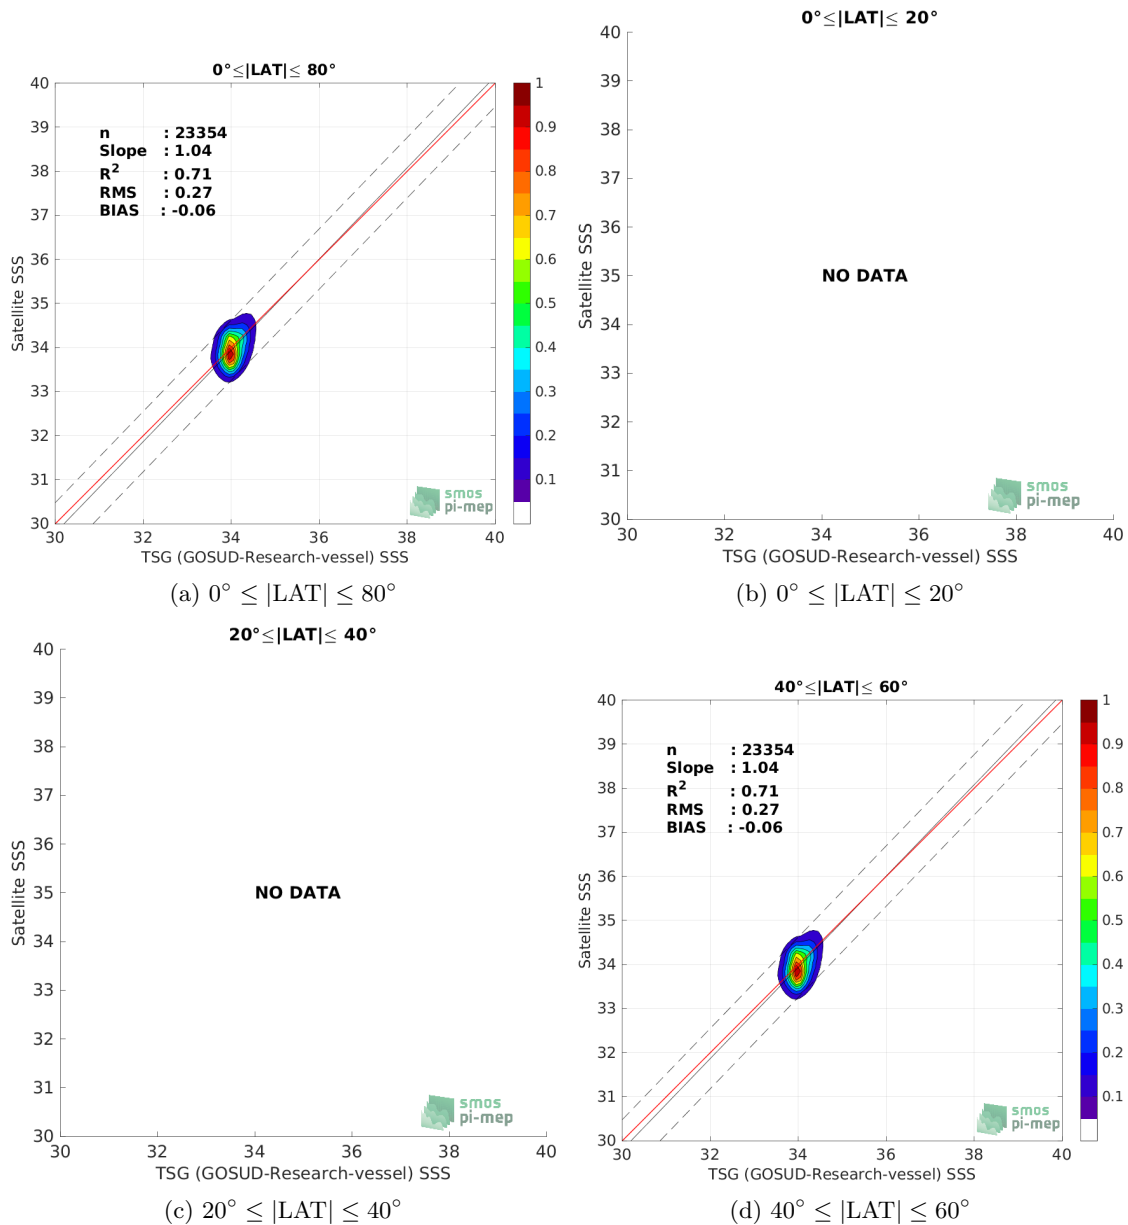 0°≤|LAT|≤ 80°
n : 23354
Slope : 1.04
R² : 0.71
RMS : 0.27
BIAS : -0.06
Satellite SSS
40
39
38
37
36
35
34
33
32
31
30
30 32 34 36 38 40
TSG (GOSUD-Research-vessel) SSS
1
0.9
0.8
0.7
0.6
0.5
0.4
0.3
0.2
0.1
smos
pi-mep
(a) 0° ≤ |LAT| ≤ 80°
0°≤|LAT|≤ 20°
Satellite SSS
40
39
38
37
36
35
34
33
32
31
30
NO DATA
smos
pi-mep
30 32 34 36 38 40
TSG (GOSUD-Research-vessel) SSS
(b) 0° ≤ |LAT| ≤ 20°
20°≤|LAT|≤ 40°
Satellite SSS
40
39
38
37
36
35
34
33
32
31
30
NO DATA
smos
pi-mep
30 32 34 36 38 40
TSG (GOSUD-Research-vessel) SSS
(c) 20° ≤ |LAT| ≤ 40°
40°≤|LAT|≤ 60°
n : 23354
Slope : 1.04
R² : 0.71
RMS : 0.27
BIAS : -0.06
Satellite SSS
40
39
38
37
36
35
34
33
32
31
30
30 32 34 36 38 40
TSG (GOSUD-Research-vessel) SSS
1
0.9
0.8
0.7
0.6
0.5
0.4
0.3
0.2
0.1
smos
pi-mep
(d) 40° ≤ |LAT| ≤ 60°